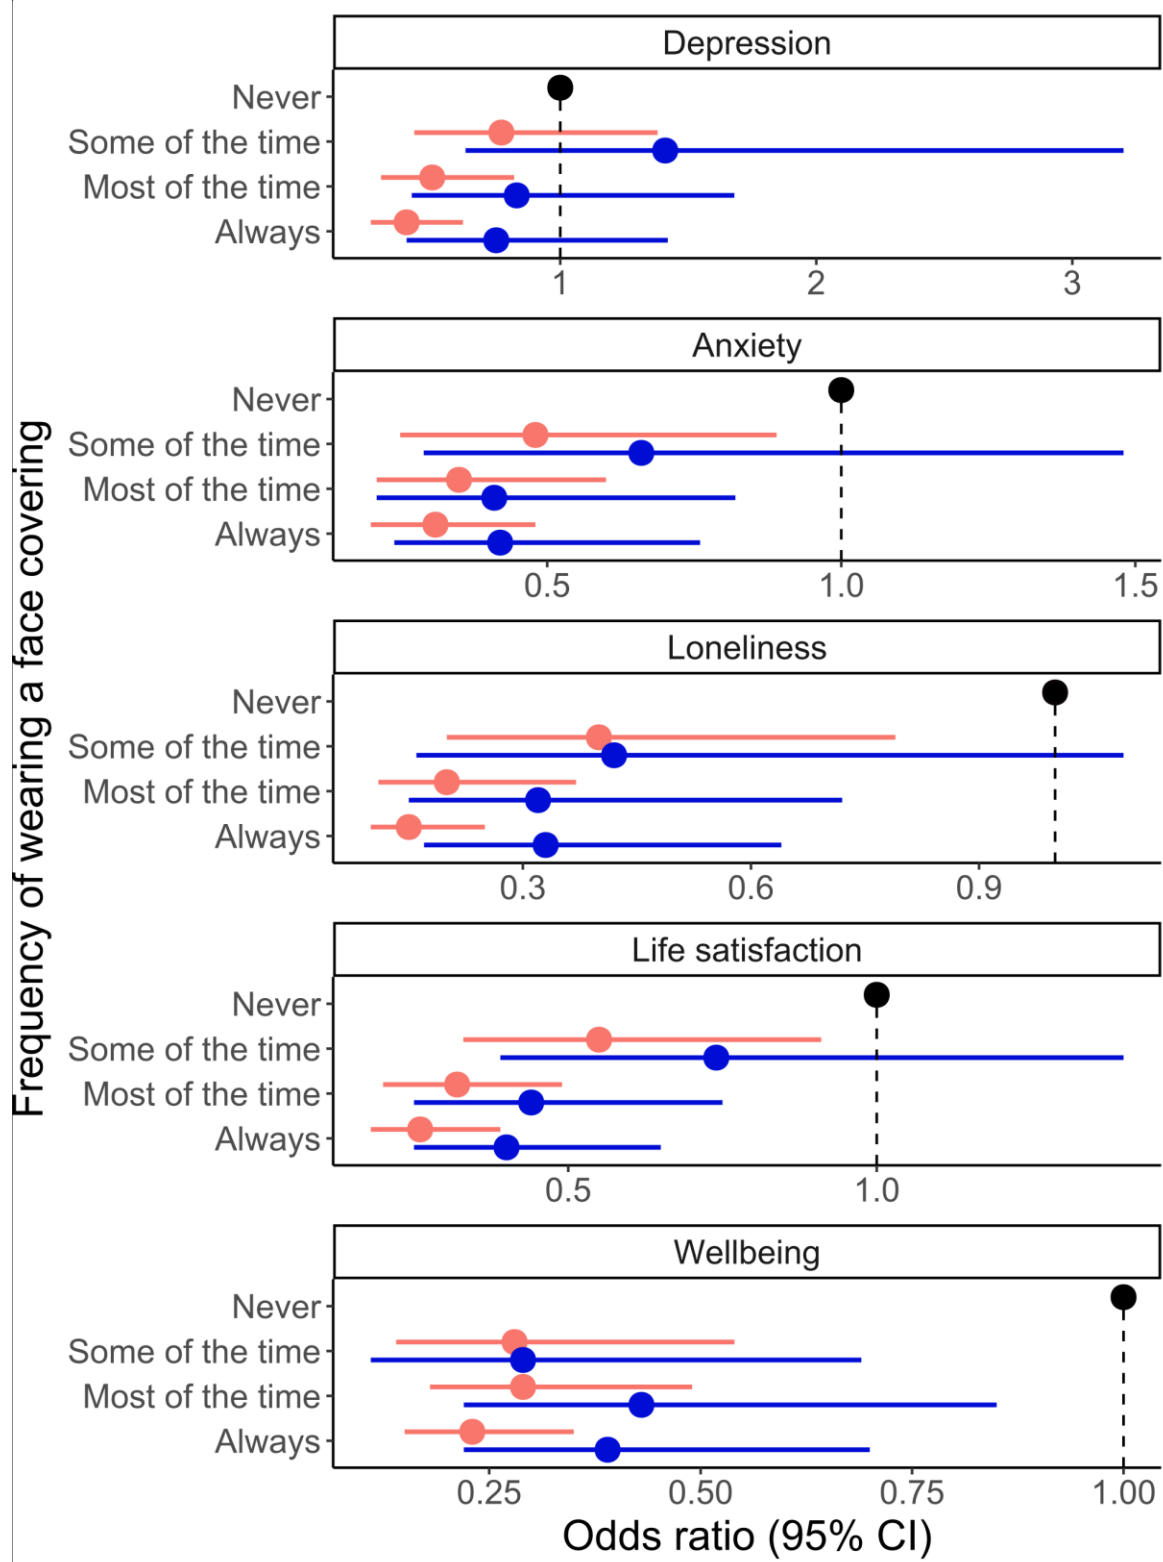 Depression
Never
Some of the time
Most of the time
Always
1 2 3
Anxiety
Never
Some of the time
Most of the time
Always
0.5 1.0 1.5
Loneliness
Never
Some of the time
Most of the time
Always
0.3 0.6 0.9
Life satisfaction
Never
Some of the time
Most of the time
Always
0.5 1.0
Wellbeing
Never
Some of the time
Most of the time
Always
0.25 0.50 0.75 1.00
Odds ratio (95% CI)
Frequency of wearing a face covering